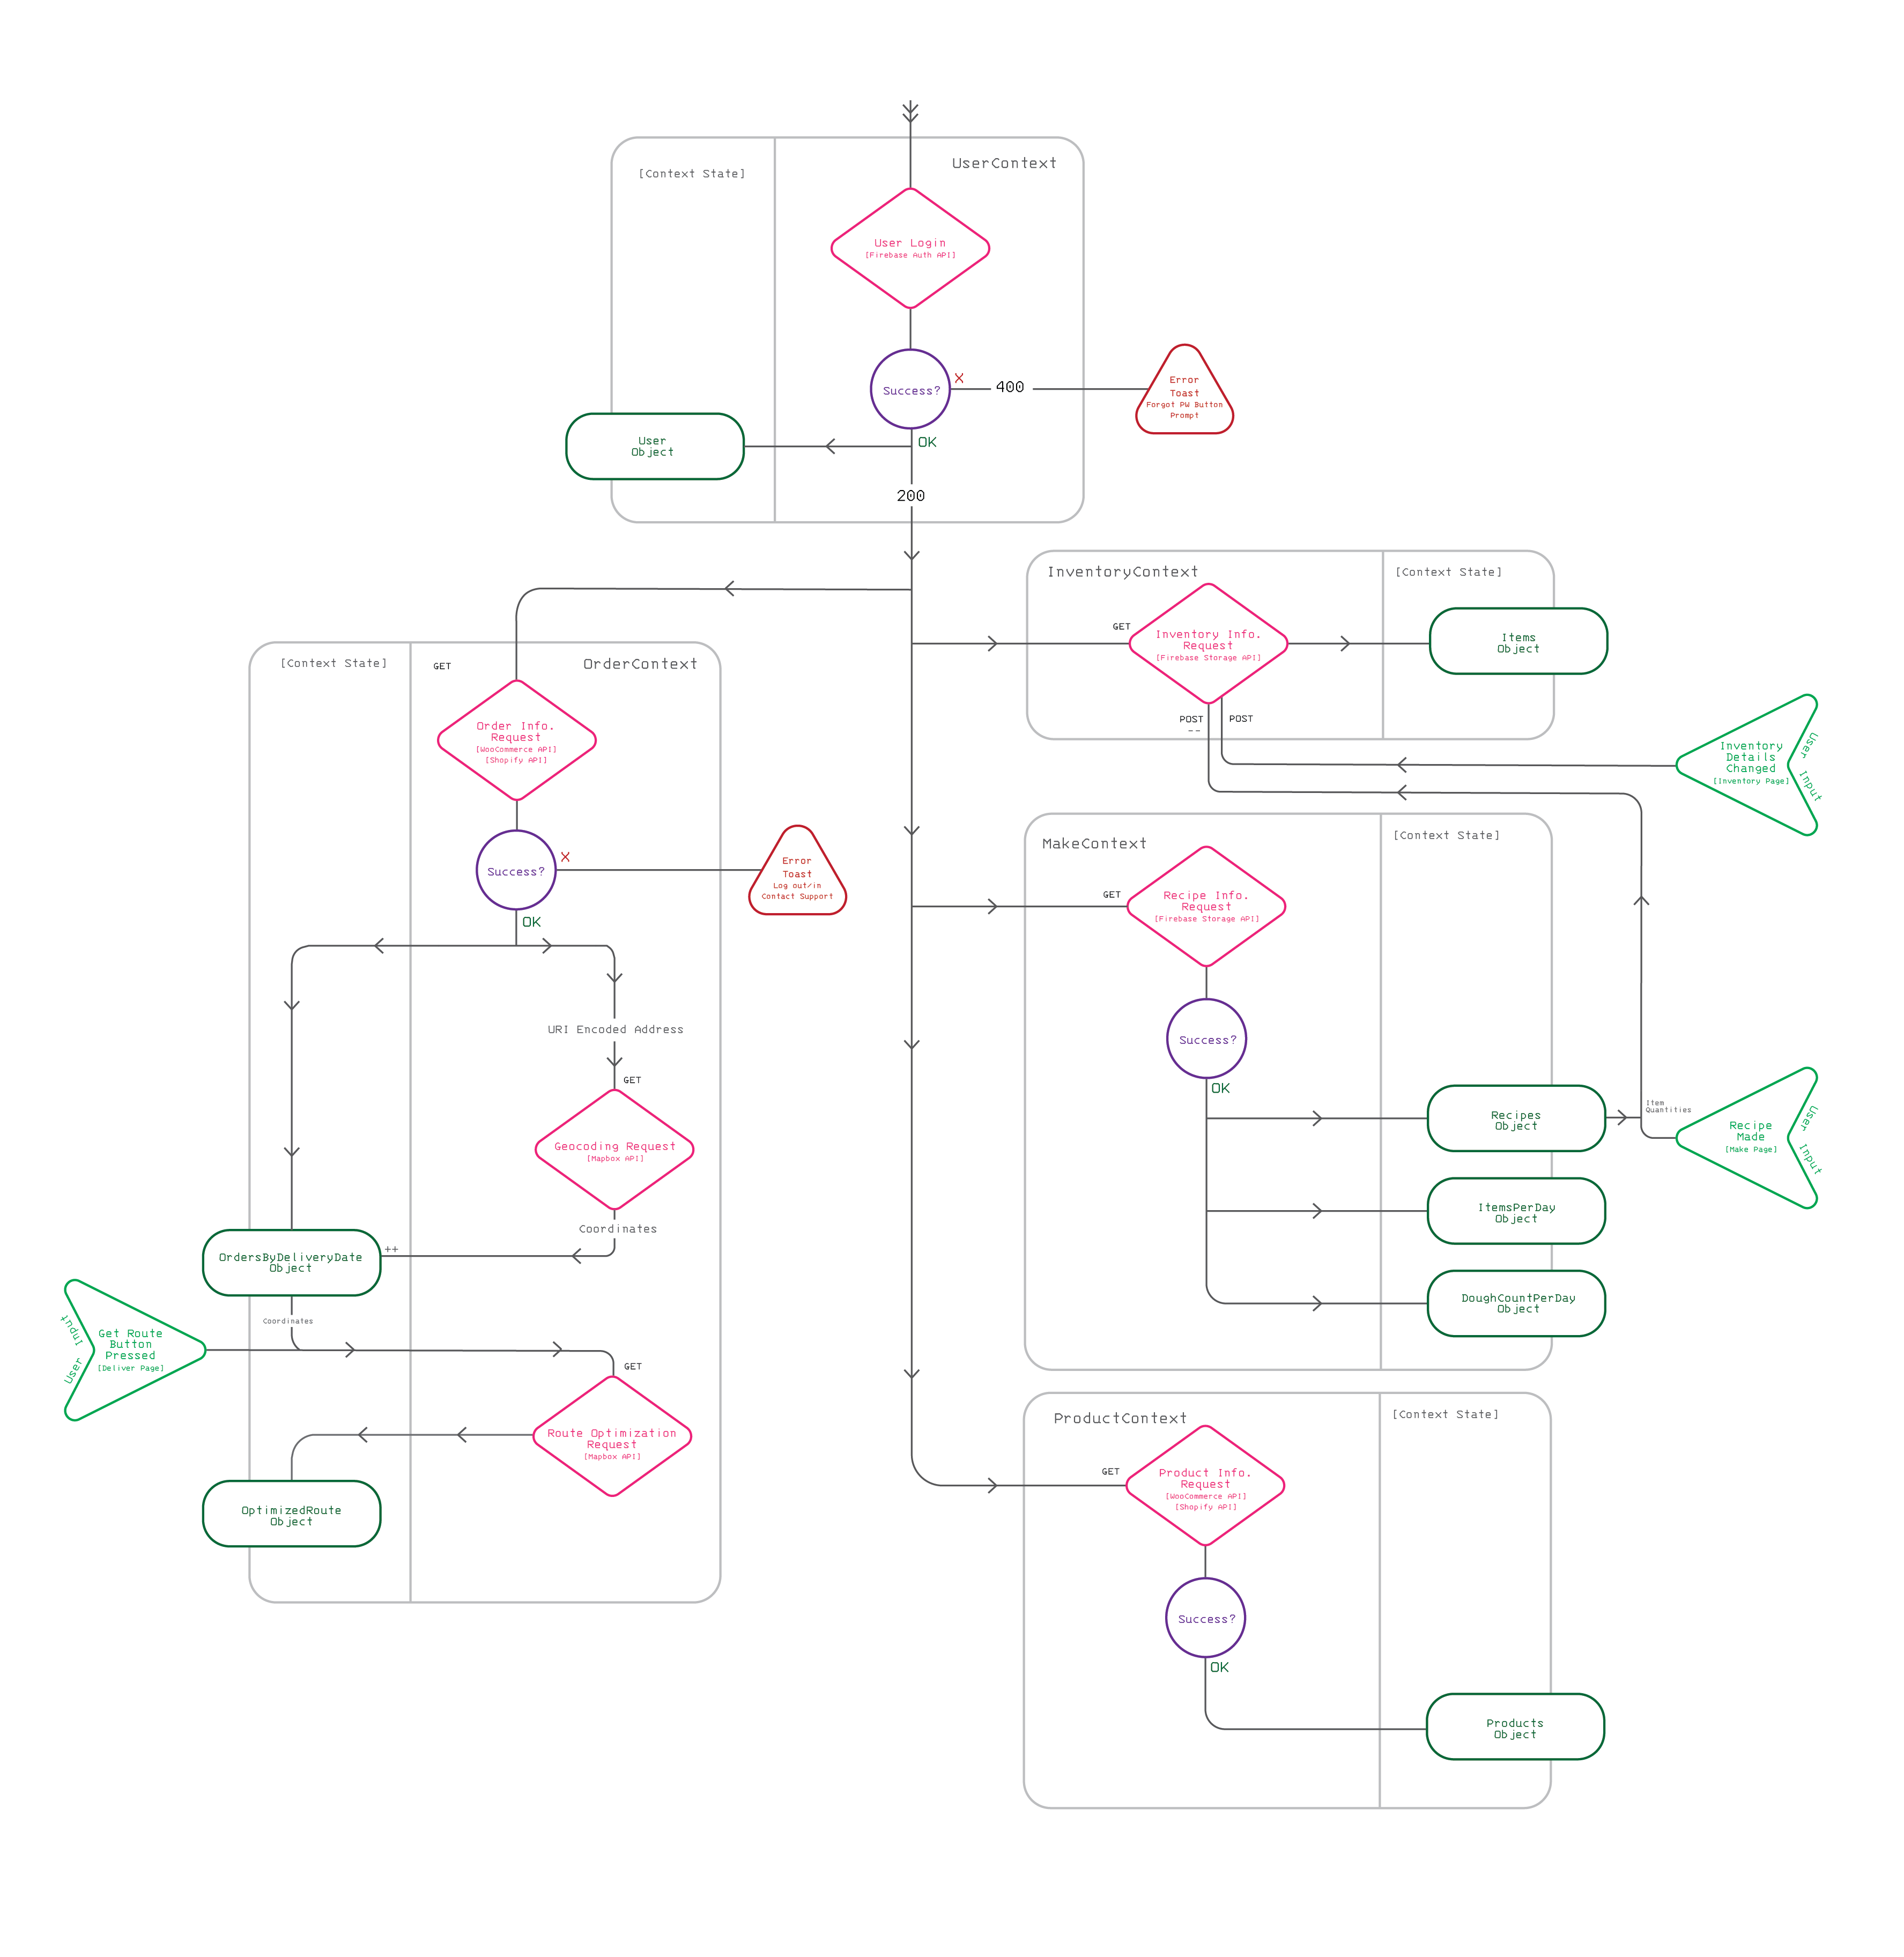 UserContext
[Context State]
User Login
[Firebase Auth API]
Success?
X
400
Error
Toast
Forgot PW Button
Prompt
OK
User
Object
200
InventoryContext
[Context State]
GET
Inventory Info.
Request
[Firebase Storage API]
Items
Object
POST
--
POST
Inventory
Details
Changed
[Inventory Page]
User Input
[Context State]
GET
OrderContext
Order Info.
Request
[WooCommerce API]
[Shopify API]
Success?
X
Error
Toast
Log out/in
Contact Support
OK
URI Encoded Address
GET
Geocoding Request
[Mapbox API]
Coordinates
++
OrdersByDeliveryDate
Object
Coordinates
Get Route
Button
Pressed
[Deliver Page]
User Input
GET
Route Optimization
Request
[Mapbox API]
OptimizedRoute
Object
MakeContext
[Context State]
GET
Recipe Info.
Request
[Firebase Storage API]
Success?
OK
Recipes
Object
Item
Quantities
Recipe
Made
[Make Page]
User Input
ItemsPerDay
Object
DoughCountPerDay
Object
ProductContext
[Context State]
GET
Product Info.
Request
[WooCommerce API]
[Shopify API]
Success?
OK
Products
Object